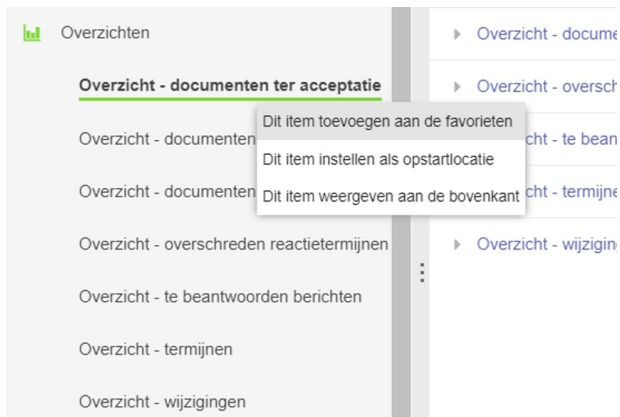 Overzichten
Overzicht - documenten ter acceptatie
Dit item toevoegen aan de favorieten
Overzicht - documenten
Dit item instellen als opstartlocatie
Overzicht - documenten
Dit item weergeven aan de bovenkant
Overzicht - overschreden reactietermijnen
Overzicht - te beantwoorden berichten
Overzicht - termijnen
Overzicht - wijzigingen
Overzicht - docume
Overzicht - oversch
cht - te bean
cht - termijne
Overzicht - wijziging